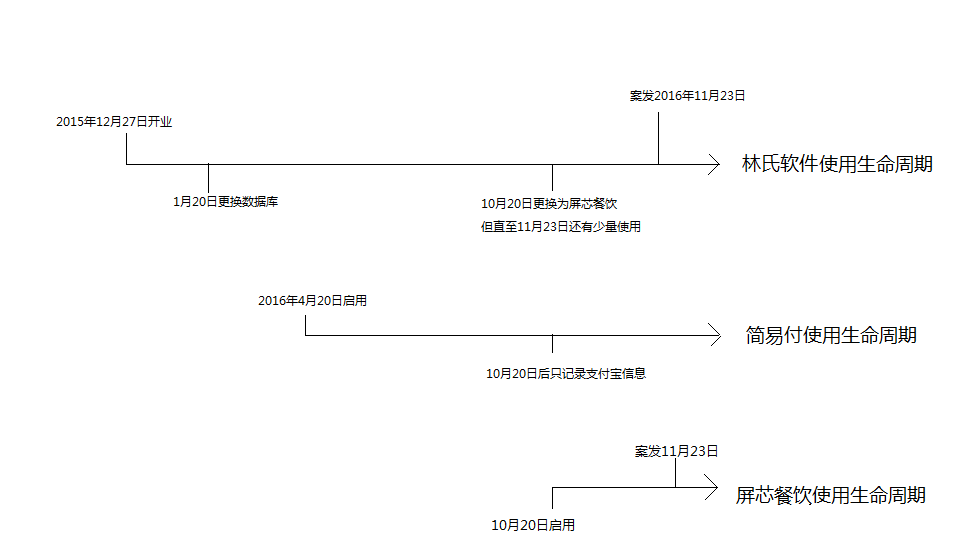 案发2016年11月23日
2015年12月27日开业
林氏软件使用生命周期
1月20日更换数据库
10月20日更换为屏芯餐饮
但直至11月23日还有少量使用
2016年4月20日启用
简易付使用生命周期
10月20日后只记录支付宝信息
案发11月23日
屏芯餐饮使用生命周期
10月20日启用